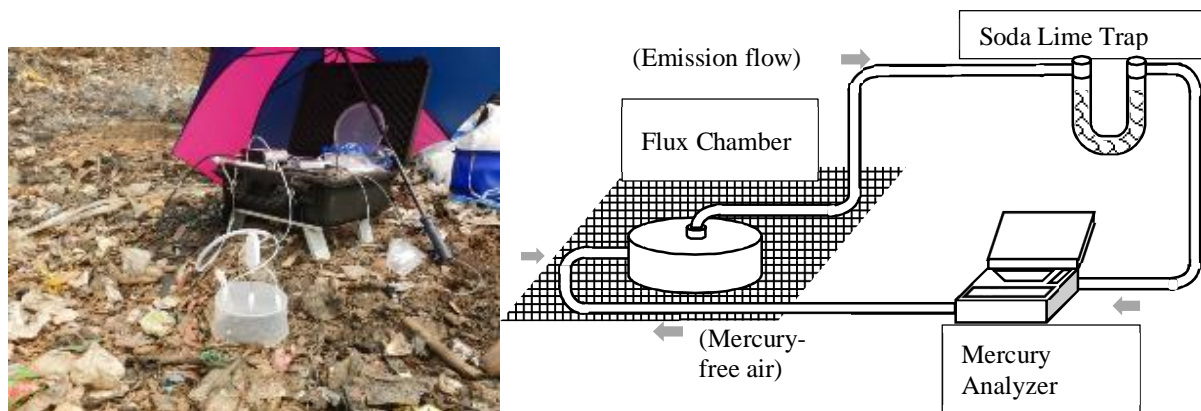 (Emission flow)
Soda Lime Trap
Flux Chamber
(Mercury-
free air)
Mercury
Analyzer